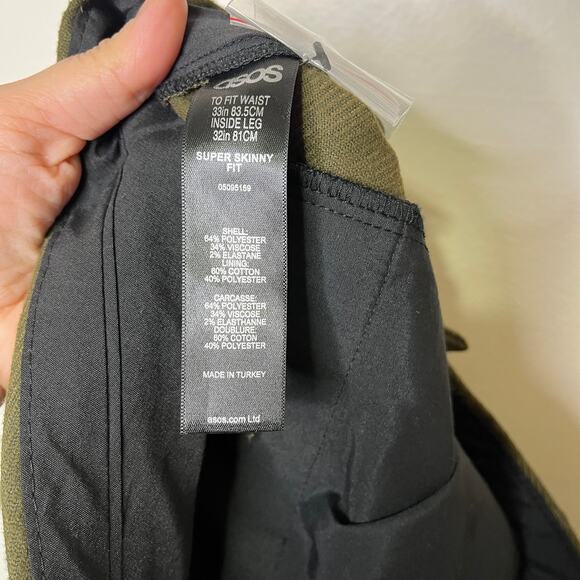 asos
TO FIT WAIST
33in 83.5CM
INSIDE LEG
32in 81CM
SUPER SKINNY
FIT
05095159
SHELL:
64% POLYESTER
34% VISCOSE
2% ELASTANE
LINING:
60% COTTON
40% POLYESTER
CARCASSE:
64% POLYESTER
34% VISCOSE
2% ELASTHANNE
DOUBLURE:
60% COTON
40% POLYESTER
MADE IN TURKEY
asos.com Ltd